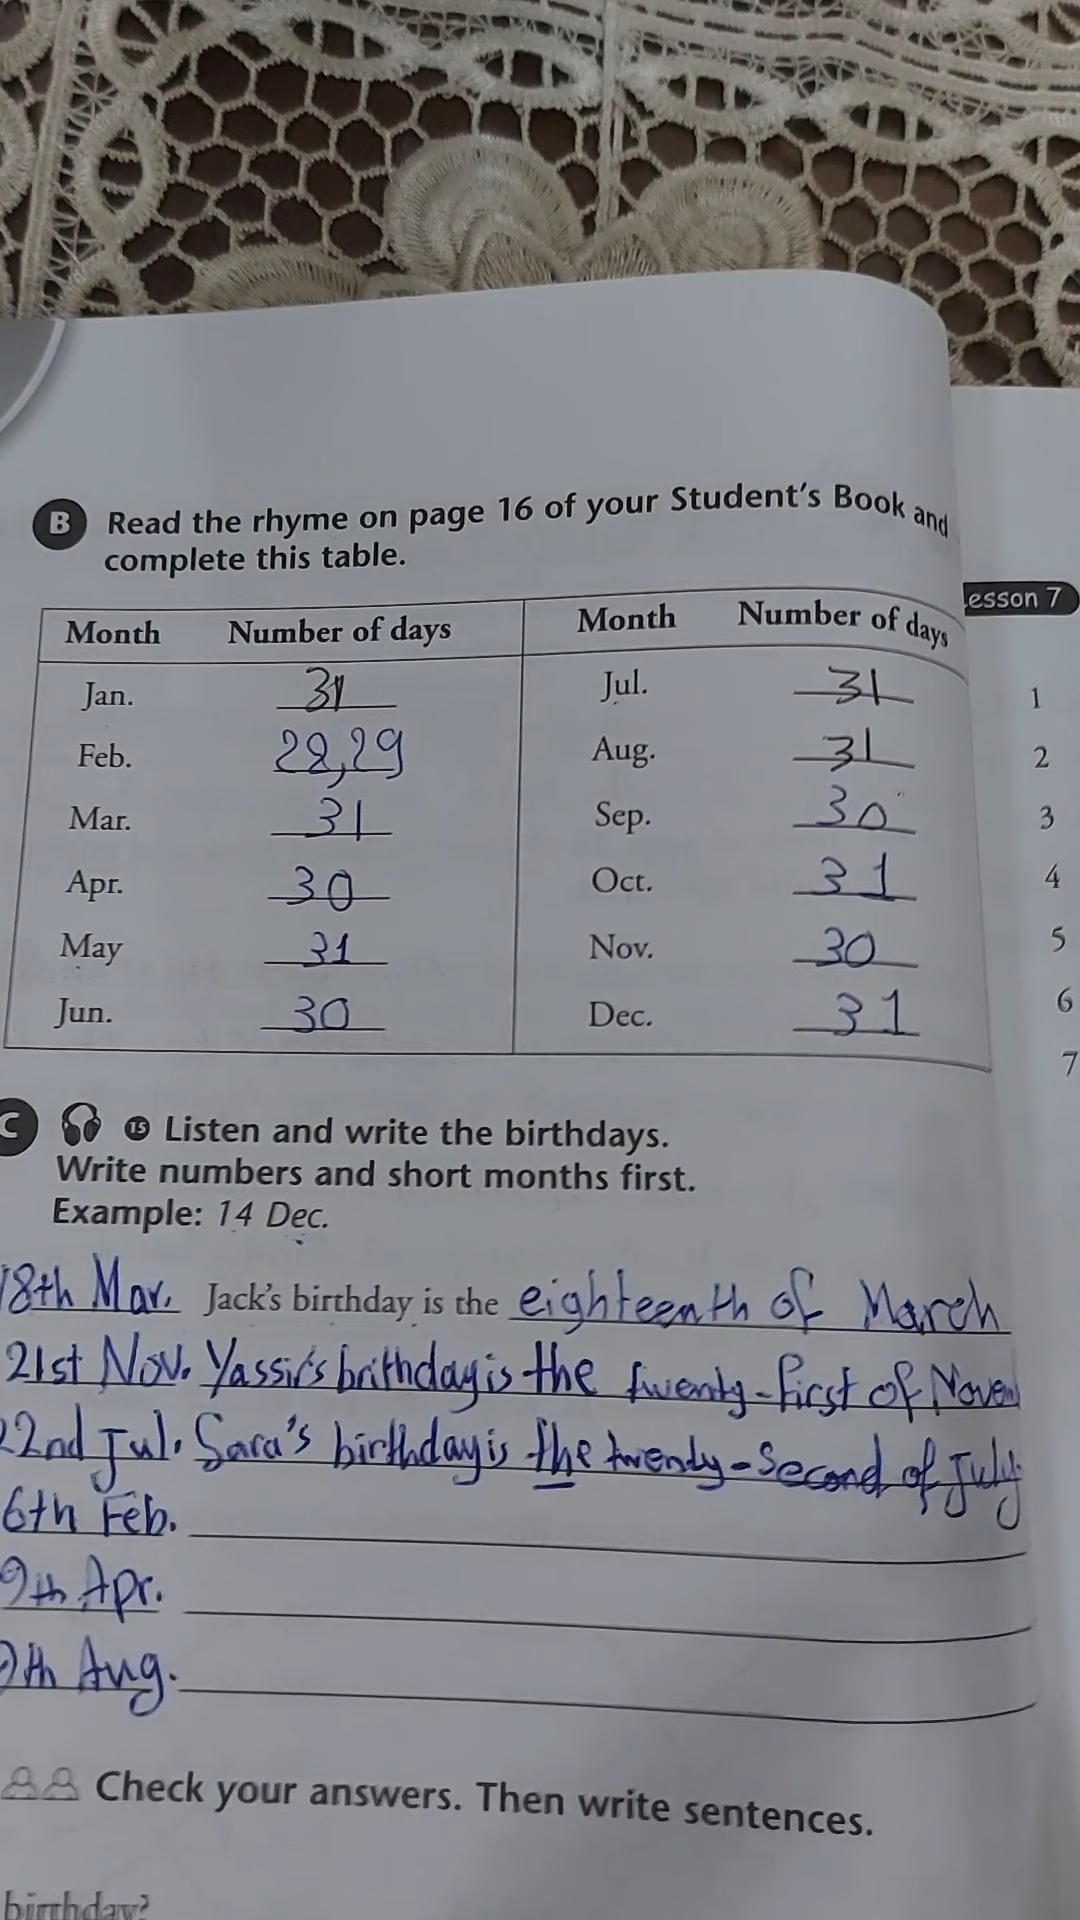 B Read the rhyme on page 16 of your Student's Book and
complete this table.
esson 7
Month Number of days Month Number of days
Jan. 31 Jul. 31
Feb. 28,29 Aug. 31
Mar. 31 Sep. 30
Apr. 30 Oct. 31
May 31 Nov. 30
Jun. 30 Dec. 31
1
2
3
4
5
6
7
C 15 Listen and write the birthdays.
Write numbers and short months first.
Example: 14 Dec.
18th Mar. Jack's birthday is the eighteenth of March
21st Nov. Yassir's brithday is the twenty-first of Novem
22nd Jul. Sara's birthday is the twendy-second of July.
6th Feb.
9th Apr.
th Aug.
Check your answers. Then write sentences.
birthday?